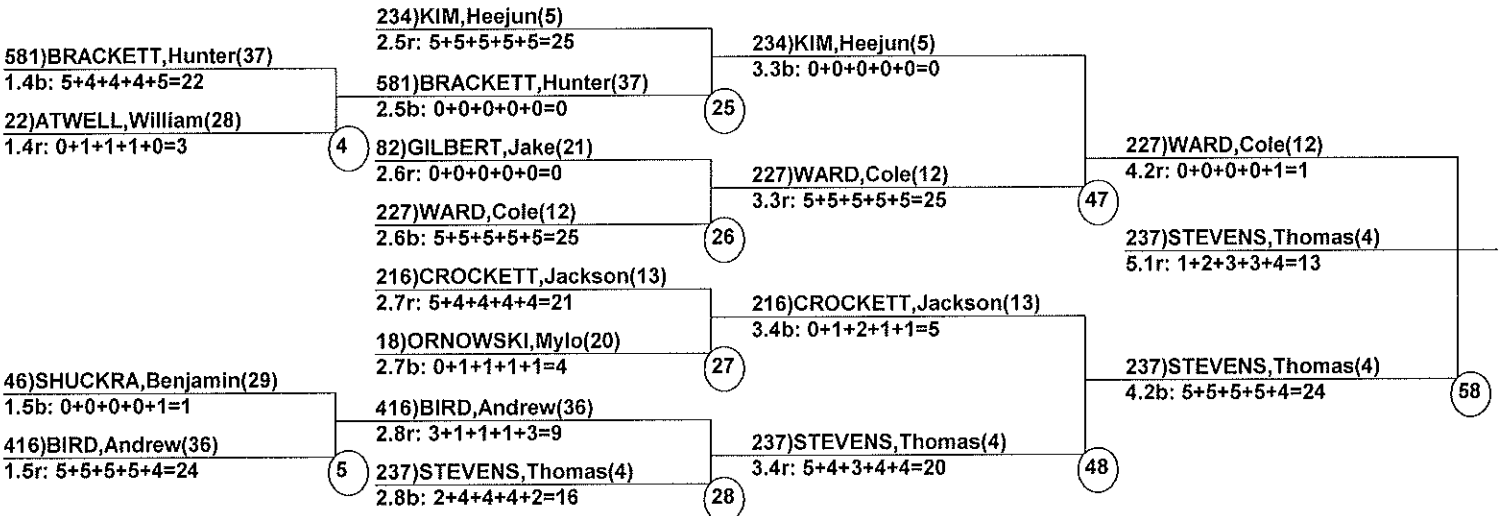 234)KIM,Heejun(5)
2.5r: 5+5+5+5+5=25
581)BRACKETT,Hunter(37)
1.4b: 5+4+4+4+5=22
22)ATWELL,William(28)
1.4r: 0+1+1+1+0=3
4
581)BRACKETT,Hunter(37)
2.5b: 0+0+0+0+0=0
25
234)KIM,Heejun(5)
3.3b: 0+0+0+0+0=0
82)GILBERT,Jake(21)
2.6r: 0+0+0+0+0=0
227)WARD,Cole(12)
2.6b: 5+5+5+5+5=25
26
227)WARD,Cole(12)
3.3r: 5+5+5+5+5=25
47
227)WARD,Cole(12)
4.2r: 0+0+0+0+1=1
237)STEVENS,Thomas(4)
5.1r: 1+2+3+3+4=13
216)CROCKETT,Jackson(13)
2.7r: 5+4+4+4+4=21
18)ORNOWSKI,Mylo(20)
2.7b: 0+1+1+1+1=4
27
216)CROCKETT,Jackson(13)
3.4b: 0+1+2+1+1=5
46)SHUCKRA,Benjamin(29)
1.5b: 0+0+0+0+1=1
416)BIRD,Andrew(36)
1.5r: 5+5+5+5+4=24
5
416)BIRD,Andrew(36)
2.8r: 3+1+1+1+3=9
237)STEVENS,Thomas(4)
2.8b: 2+4+4+4+2=16
28
237)STEVENS,Thomas(4)
3.4r: 5+4+3+4+4=20
48
237)STEVENS,Thomas(4)
4.2b: 5+5+5+5+4=24
58